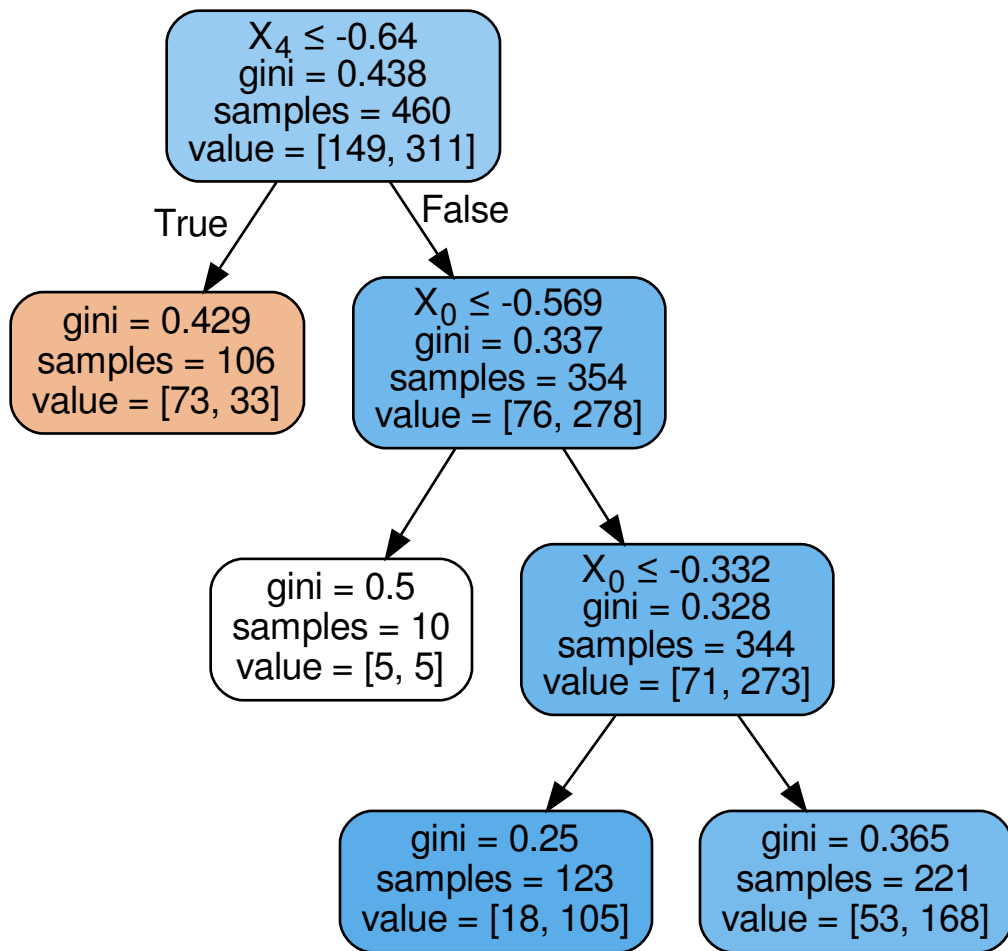 X4 ≤ -0.64
gini = 0.438
samples = 460
value = [149, 311]
True
False
gini = 0.429
samples = 106
value = [73, 33]
X0 ≤ -0.569
gini = 0.337
samples = 354
value = [76, 278]
gini = 0.5
samples = 10
value = [5, 5]
X0 ≤ -0.332
gini = 0.328
samples = 344
value = [71, 273]
gini = 0.25
samples = 123
value = [18, 105]
gini = 0.365
samples = 221
value = [53, 168]